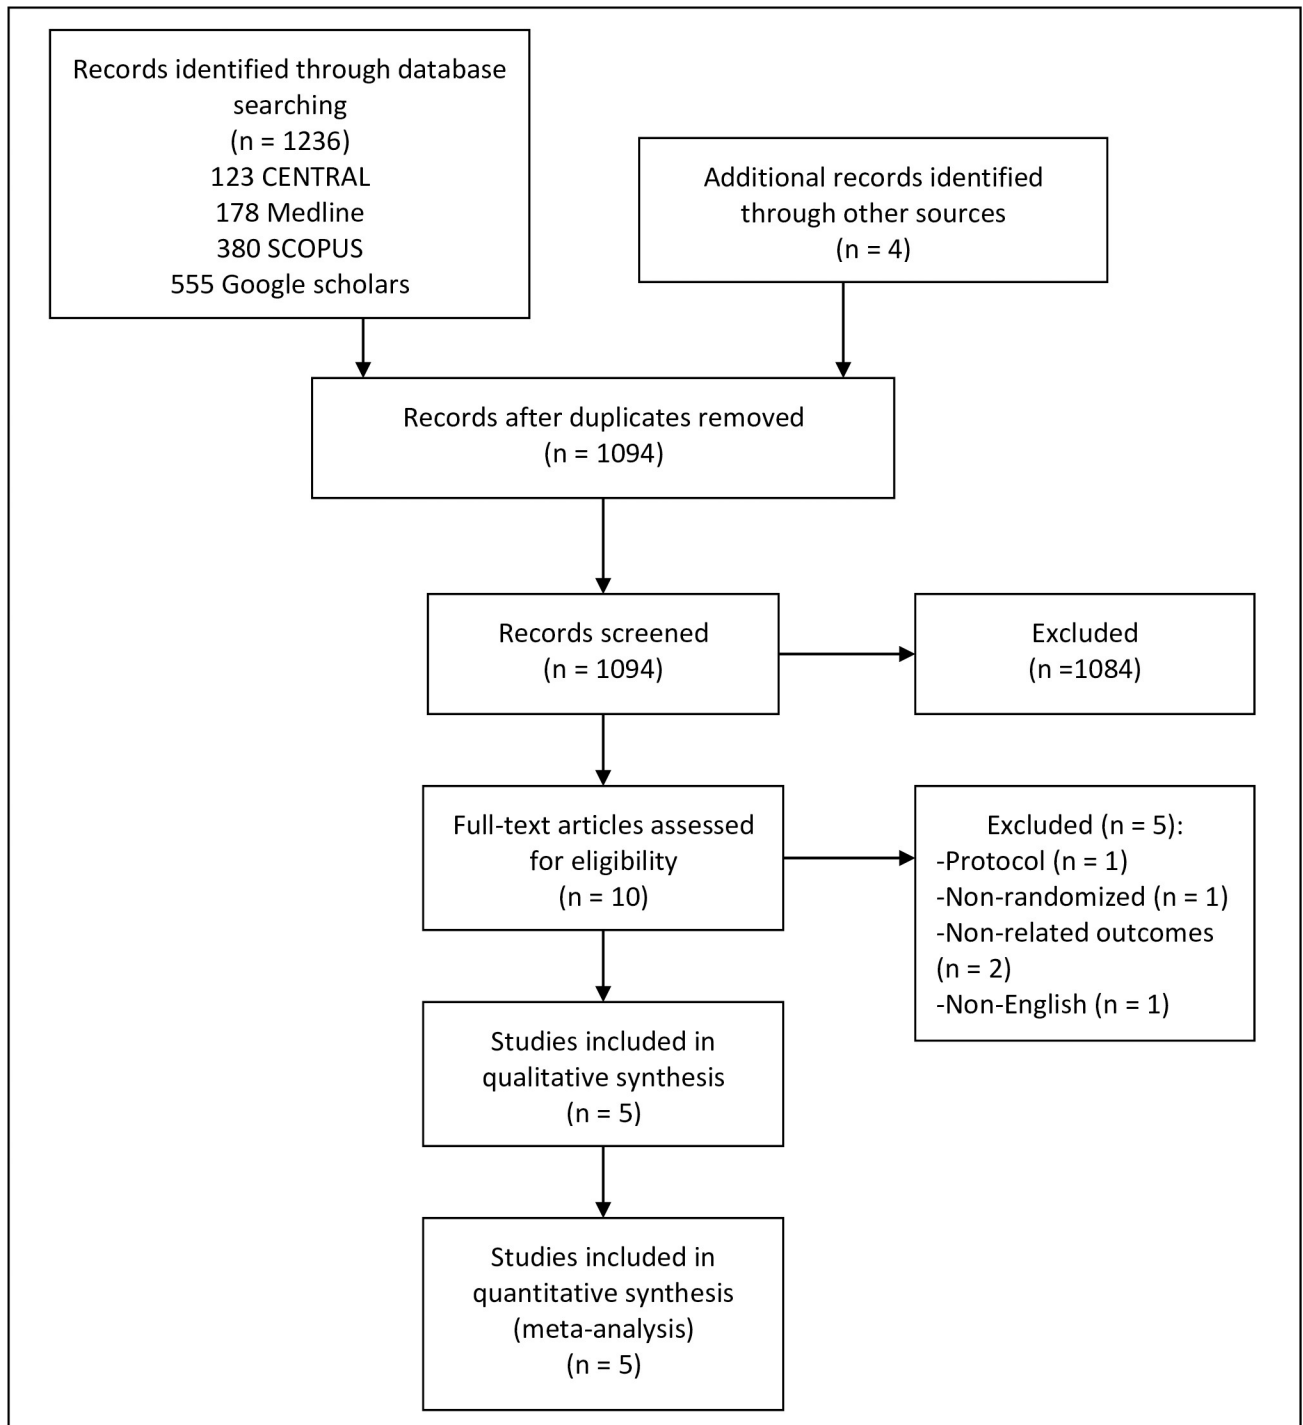 Records identified through database
searching
(n = 1236)
123 CENTRAL
178 Medline
380 SCOPUS
555 Google scholars
Additional records identified
through other sources
(n = 4)
Records after duplicates removed
(n = 1094)
Records screened
(n = 1094)
Excluded
(n =1084)
Full-text articles assessed
for eligibility
(n = 10)
Excluded (n = 5):
-Protocol (n = 1)
-Non-randomized (n = 1)
-Non-related outcomes
(n = 2)
-Non-English (n = 1)
Studies included in
qualitative synthesis
(n = 5)
Studies included in
quantitative synthesis
(meta-analysis)
(n = 5)